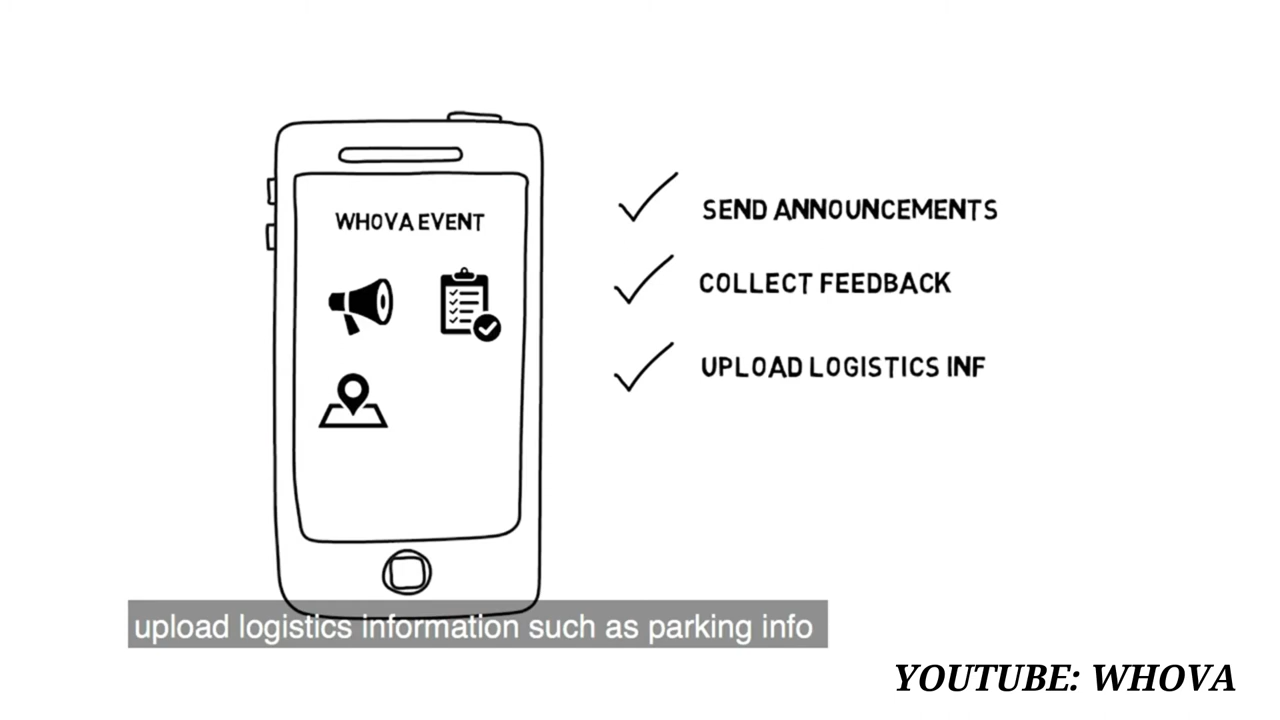 WHOVA EVENT
SEND ANNOUNCEMENTS
COLLECT FEEDBACK
UPLOAD LOGISTICS INF
upload logistics information such as parking info
YOUTUBE: WHOVA